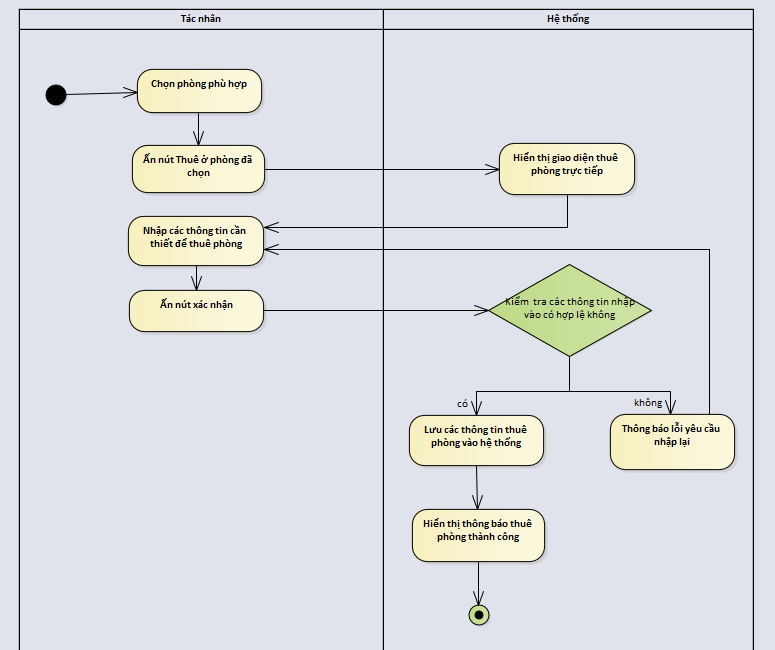 Tác nhân
Hệ thống
Chọn phòng phù hợp
Ấn nút Thuê ở phòng đã
chọn
Hiển thị giao diện thuê
phòng trực tiếp
Nhập các thông tin cần
thiết để thuê phòng
Ấn nút xác nhận
Kiểm tra các thông tin nhập
vào có hợp lệ không
có
không
Lưu các thông tin thuê
phòng vào hệ thống
Thông báo lỗi yêu cầu
nhập lại
Hiển thị thông báo thuê
phòng thành công